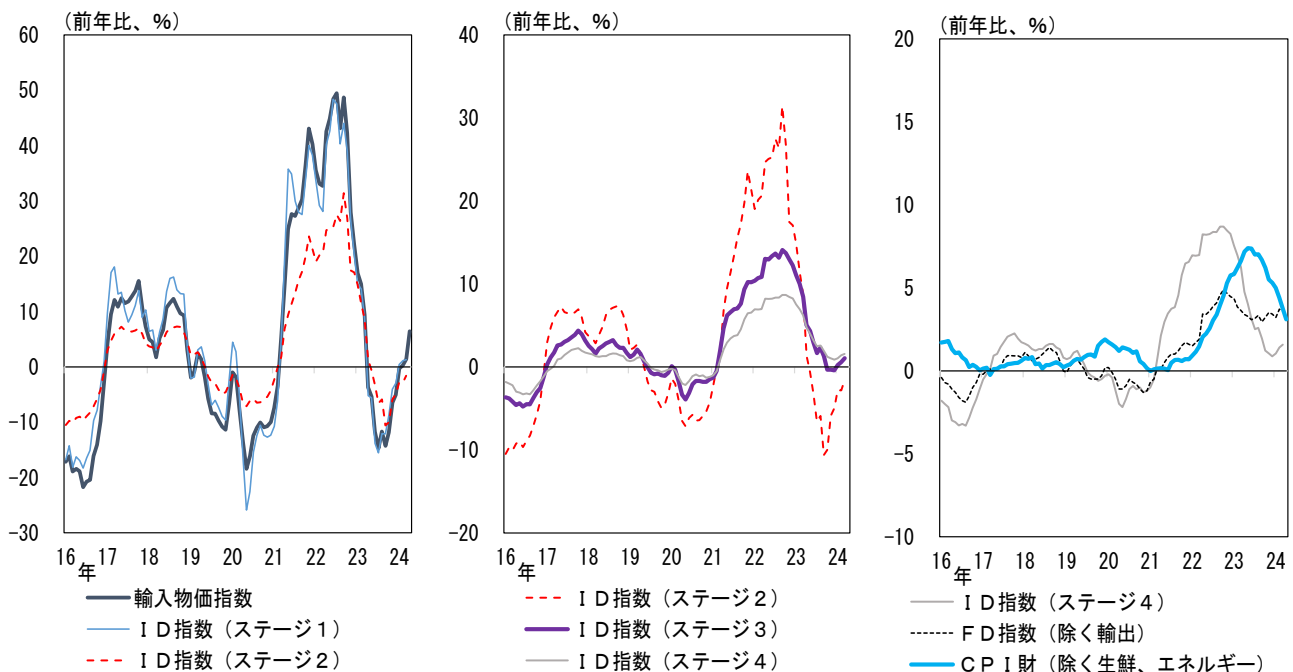 (前年比、%)
60
50
40
30
20
10
0
−10
−20
−30
16 17 18 19 20 21 22 23 24
年
輸入物価指数
ＩＤ指数（ステージ１）
ＩＤ指数（ステージ２）
(前年比、%)
40
30
20
10
0
−10
−20
16 17 18 19 20 21 22 23 24
年
ＩＤ指数（ステージ２）
ＩＤ指数（ステージ３）
ＩＤ指数（ステージ４）
(前年比、%)
20
15
10
5
0
−5
−10
16 17 18 19 20 21 22 23 24
年
ＩＤ指数（ステージ４）
ＦＤ指数（除く輸出）
ＣＰＩ財（除く生鮮、エネルギー）